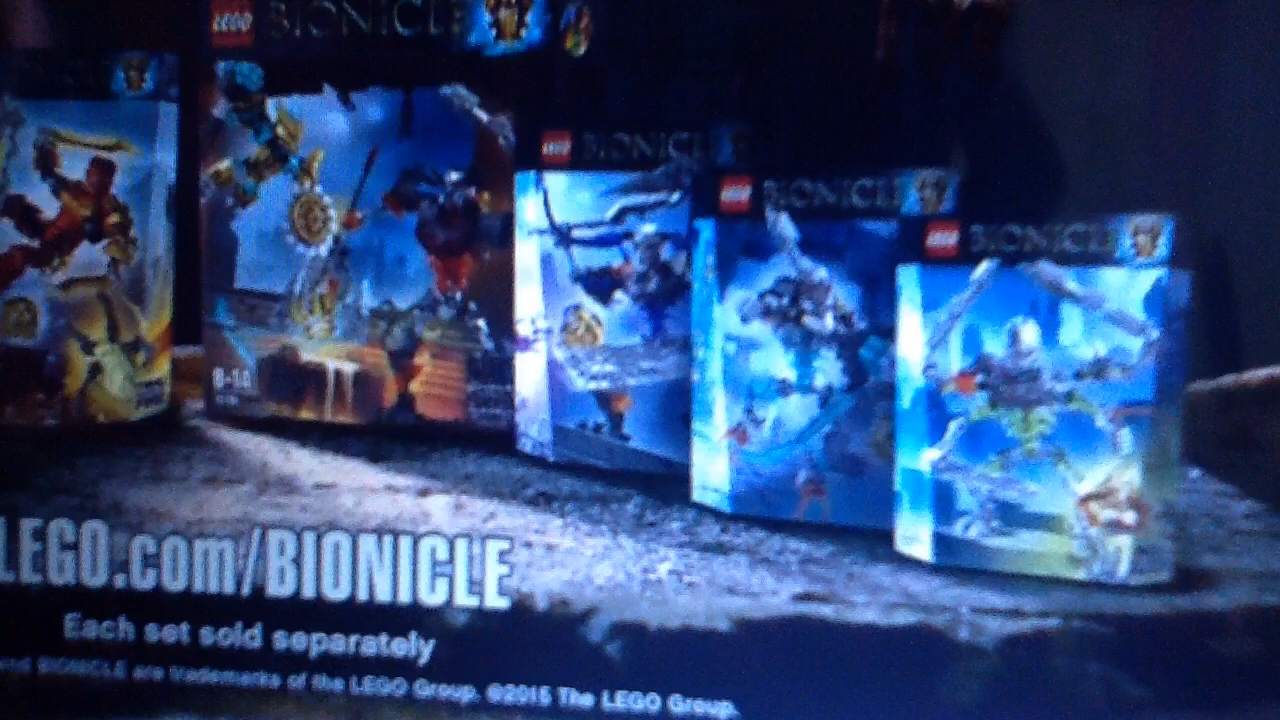 LEGO BIONICLE
LEGO BIONICLE
LEGO BIONICLE
LEGO BIONICLE
LEGO.com/BIONICLE
Each set sold separately
and BIONICLE are trademarks of the LEGO Group. ©2015 The LEGO Group.